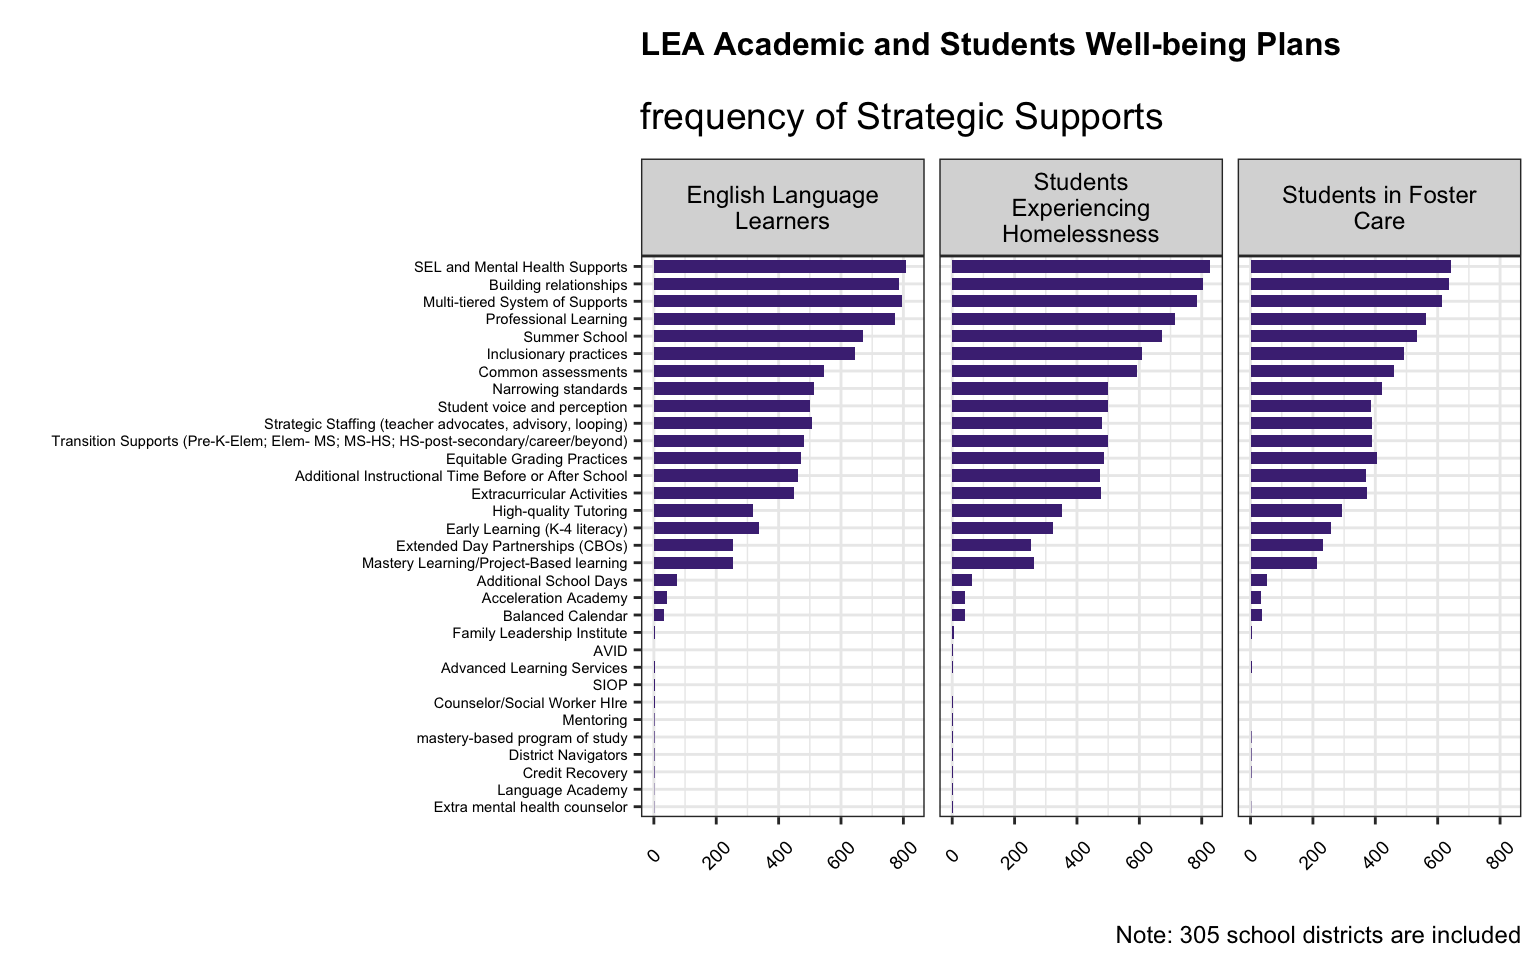 LEA Academic and Students Well-being Plans
frequency of Strategic Supports
English Language
Learners
Students
Experiencing
Homelessness
Students in Foster
Care
SEL and Mental Health Supports
Building relationships
Multi-tiered System of Supports
Professional Learning
Summer School
Inclusionary practices
Common assessments
Narrowing standards
Student voice and perception
Strategic Staffing (teacher advocates, advisory, looping)
Transition Supports (Pre-K-Elem; Elem- MS; MS-HS; HS-post-secondary/career/beyond)
Equitable Grading Practices
Additional Instructional Time Before or After School
Extracurricular Activities
High-quality Tutoring
Early Learning (K-4 literacy)
Extended Day Partnerships (CBOs)
Mastery Learning/Project-Based learning
Additional School Days
Acceleration Academy
Balanced Calendar
Family Leadership Institute
AVID
Advanced Learning Services
SIOP
Counselor/Social Worker HIre
Mentoring
mastery-based program of study
District Navigators
Credit Recovery
Language Academy
Extra mental health counselor
0 200 400 600 800
0 200 400 600 800
0 200 400 600 800
Note: 305 school districts are included